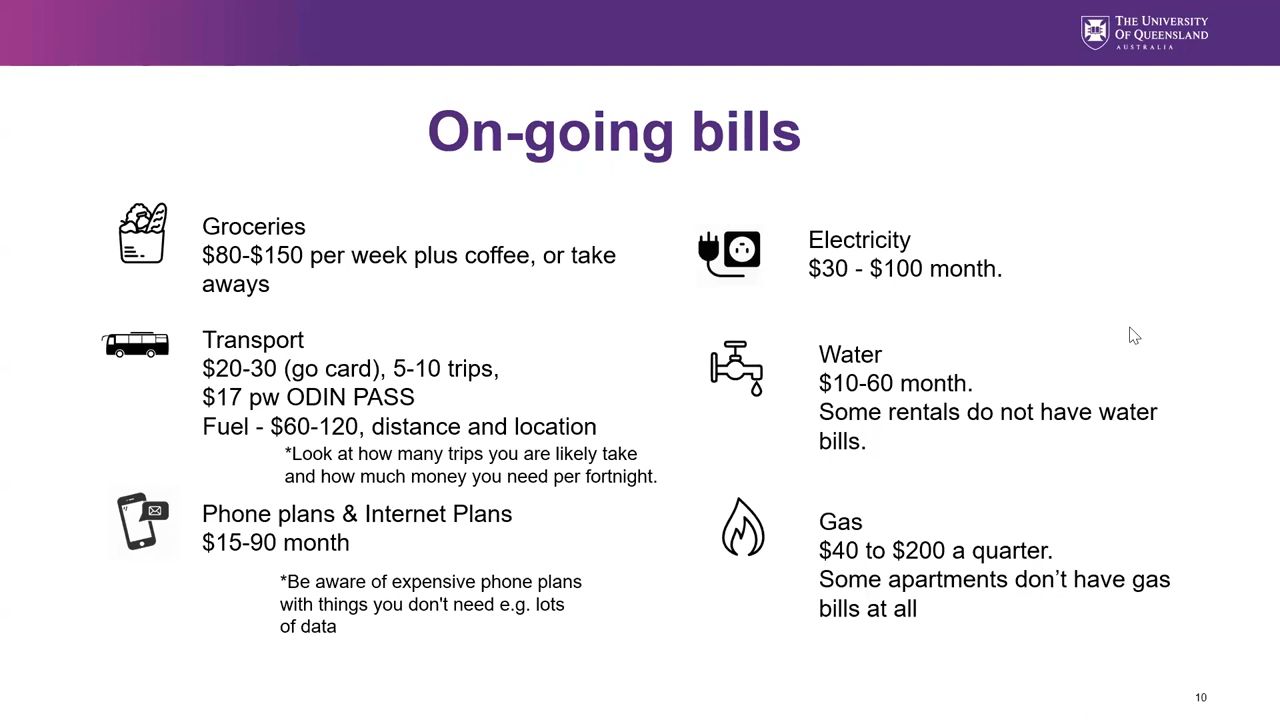 THE UNIVERSITY
OF QUEENSLAND
AUSTRALIA
On-going bills
Groceries
$80-$150 per week plus coffee, or take
aways
Transport
$20-30 (go card), 5-10 trips,
$17 pw ODIN PASS
Fuel - $60-120, distance and location
*Look at how many trips you are likely take
and how much money you need per fortnight.
Phone plans & Internet Plans
$15-90 month
*Be aware of expensive phone plans
with things you don't need e.g. lots
of data
Electricity
$30 - $100 month.
Water
$10-60 month.
Some rentals do not have water
bills.
Gas
$40 to $200 a quarter.
Some apartments don’t have gas
bills at all
10